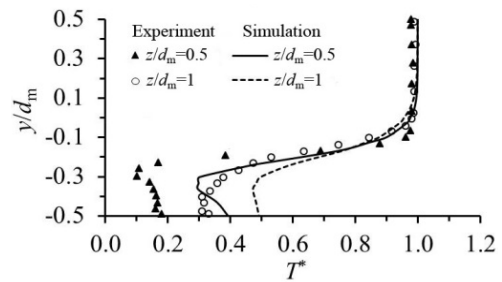 0.5
0.3
0.1
-0.1
-0.3
-0.5
y/dm
Experiment Simulation
z/dm=0.5 z/dm=0.5
z/dm=1 z/dm=1
0.0 0.2 0.4 0.6 0.8 1.0 1.2
T*